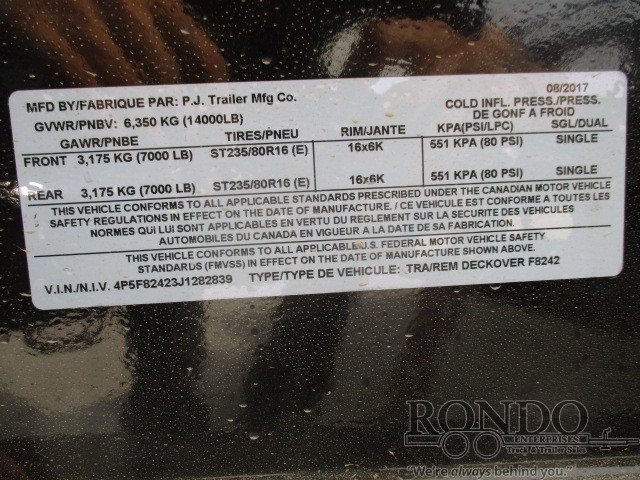 08/2017
MFD BY/FABRIQUE PAR: P.J. Trailer Mfg Co.
COLD INFL. PRESS./PRESS.
GVWR/PNBV: 6,350 KG (14000LB)
DE GONF A FROID
GAWR/PNBE TIRES/PNEU RIM/JANTE KPA(PSI/LPC) SGL/DUAL
FRONT 3,175 KG (7000 LB) ST235/80R16 (E) 16x6K 551 KPA (80 PSI) SINGLE
REAR 3,175 KG (7000 LB) ST235/80R16 (E) 16x6K 551 KPA (80 PSI) SINGLE
THIS VEHICLE CONFORMS TO ALL APPLICABLE STANDARDS PRESCRIBED UNDER THE CANADIAN MOTOR VEHICLE
SAFETY REGULATIONS IN EFFECT ON THE DATE OF MANUFACTURE. / CE VEHICULE EST CONFORME A TOUTES LES
NORMES QUI LUI SONT APPLICABLES EN VERTU DU REGLEMENT SUR LA SECURITE DES VEHICULES
AUTOMOBILES DU CANADA EN VIGUEUR A LA DATE DE SA FABRICATION.
THIS VEHICLE CONFORMS TO ALL APPLICABLE U.S. FEDERAL MOTOR VEHICLE SAFETY
STANDARDS (FMVSS) IN EFFECT ON THE DATE OF MANUFACTURE SHOWN ABOVE
V.I.N./N.I.V. 4P5F82423J1282839 TYPE/TYPE DE VEHICULE: TRA/REM DECKOVER F8242
RONDO
ENTERPRISES
Truck & Trailer Sales
"We're always behind you."